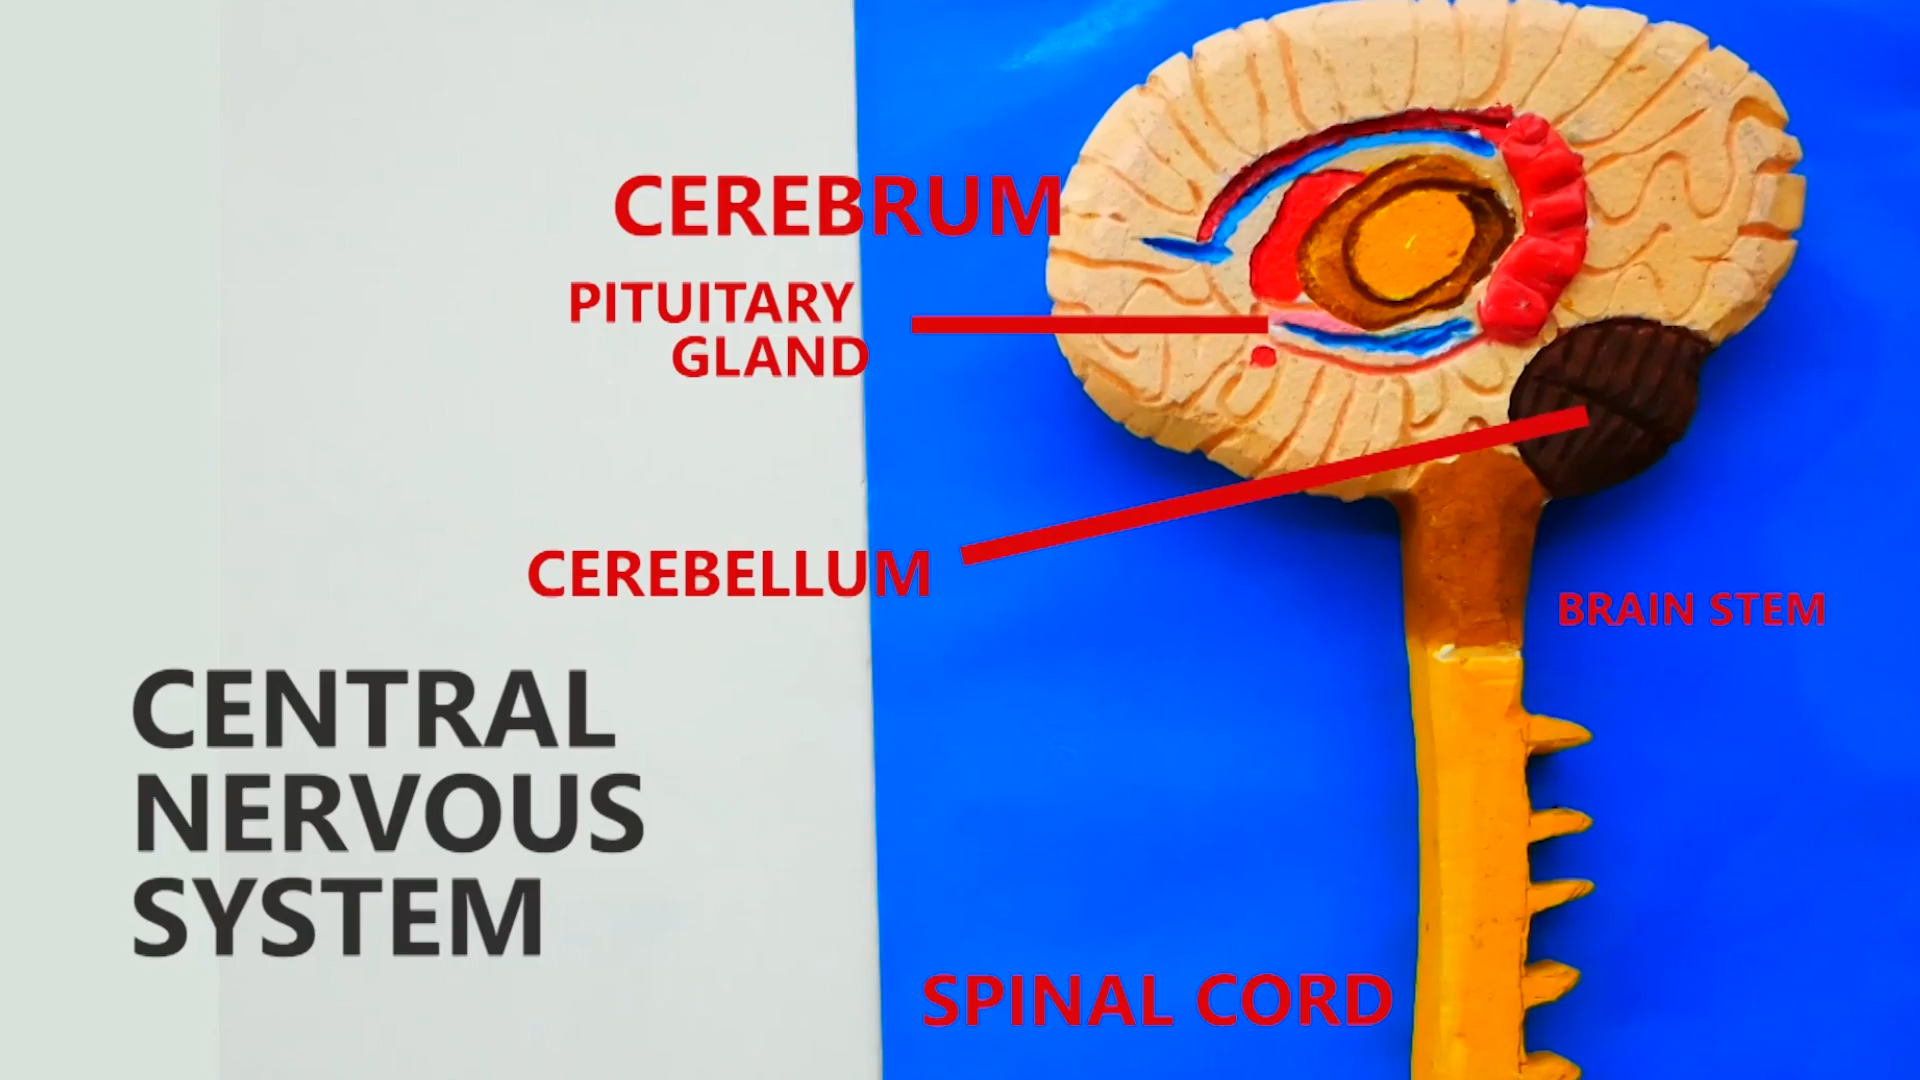 CEREBRUM
PITUITARY
GLAND
CEREBELLUM
BRAIN STEM
CENTRAL
NERVOUS
SYSTEM
SPINAL CORD